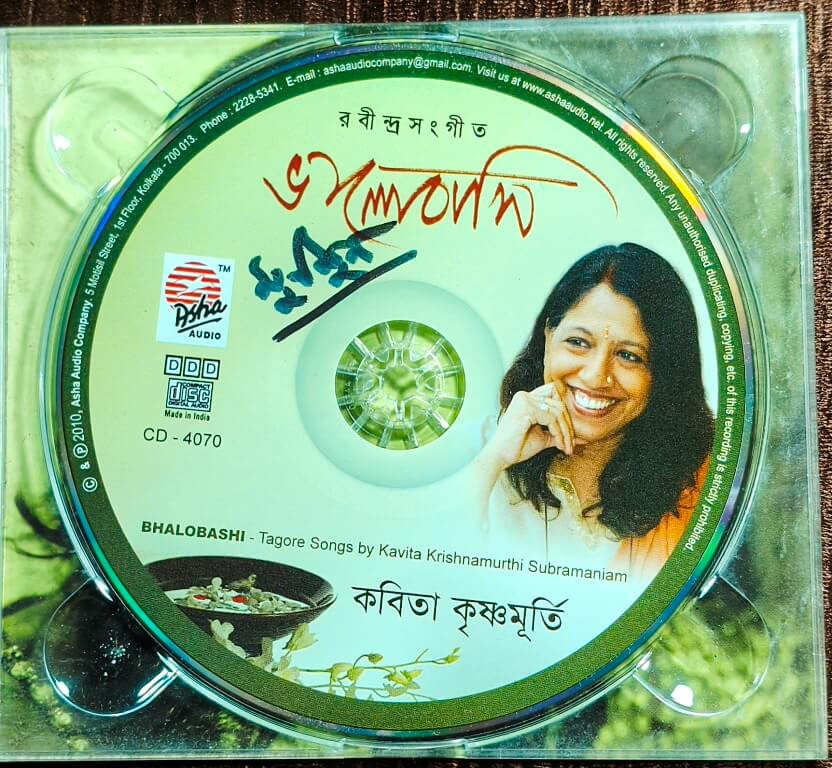 © & ℗ 2010, Asha Audio Company. 5 Motisil Street, 1st Floor, Kolkata - 700 013. Phone : 2228-5341. E-mail : ashaaudiocompany@gmail.com. Visit us at www.ashaaudio.net. All rights reserved. Any unauthorised duplicating, copying, etc. of this recording is strictly prohibited.
রবীন্দ্রসংগীত
ভালোবাসি
TM
Asha
AUDIO
DDD
COMPACT
disc
DIGITAL AUDIO
Made in India
CD - 4070
BHALOBASHI - Tagore Songs by Kavita Krishnamurthi Subramaniam
কবিতা কৃষ্ণমূর্তি